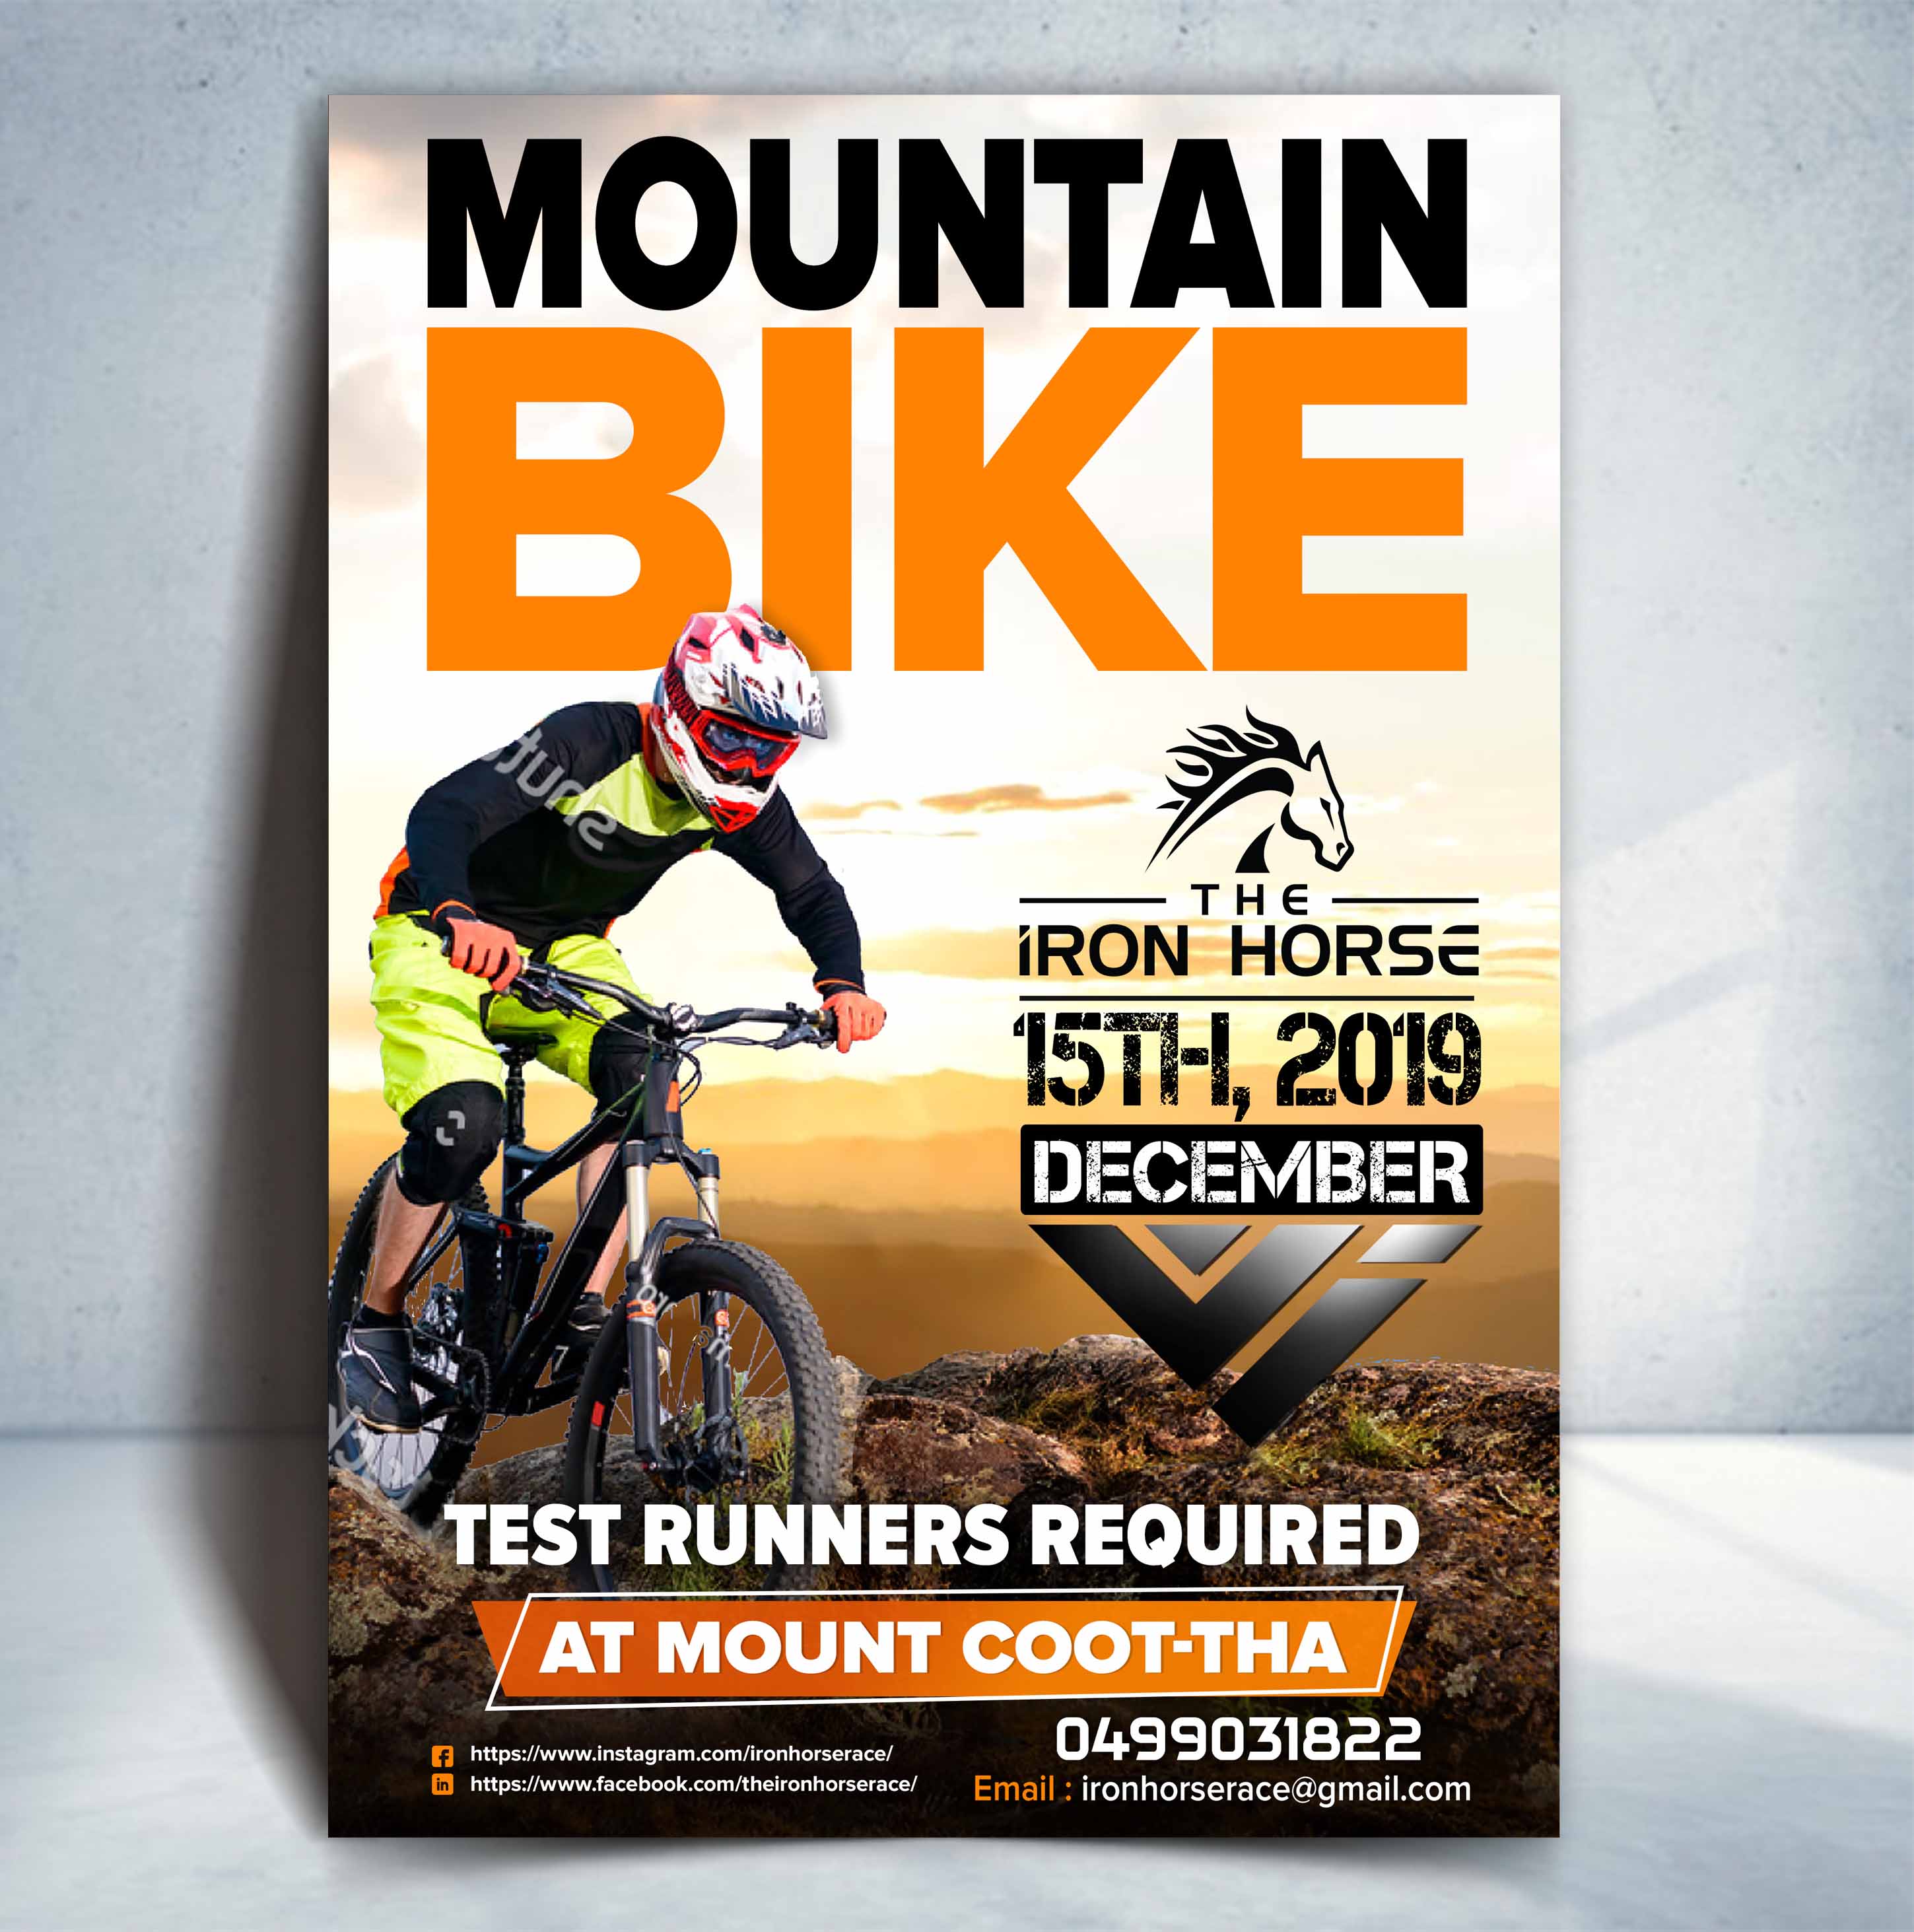 MOUNTAIN
BIKE
THE
IRON HORSE
15TH, 2019
DECEMBER
TEST RUNNERS REQUIRED
AT MOUNT COOT-THA
0499031822
https://www.instagram.com/ironhorserace/
https://www.facebook.com/theironhorserace/
Email : ironhorserace@gmail.com